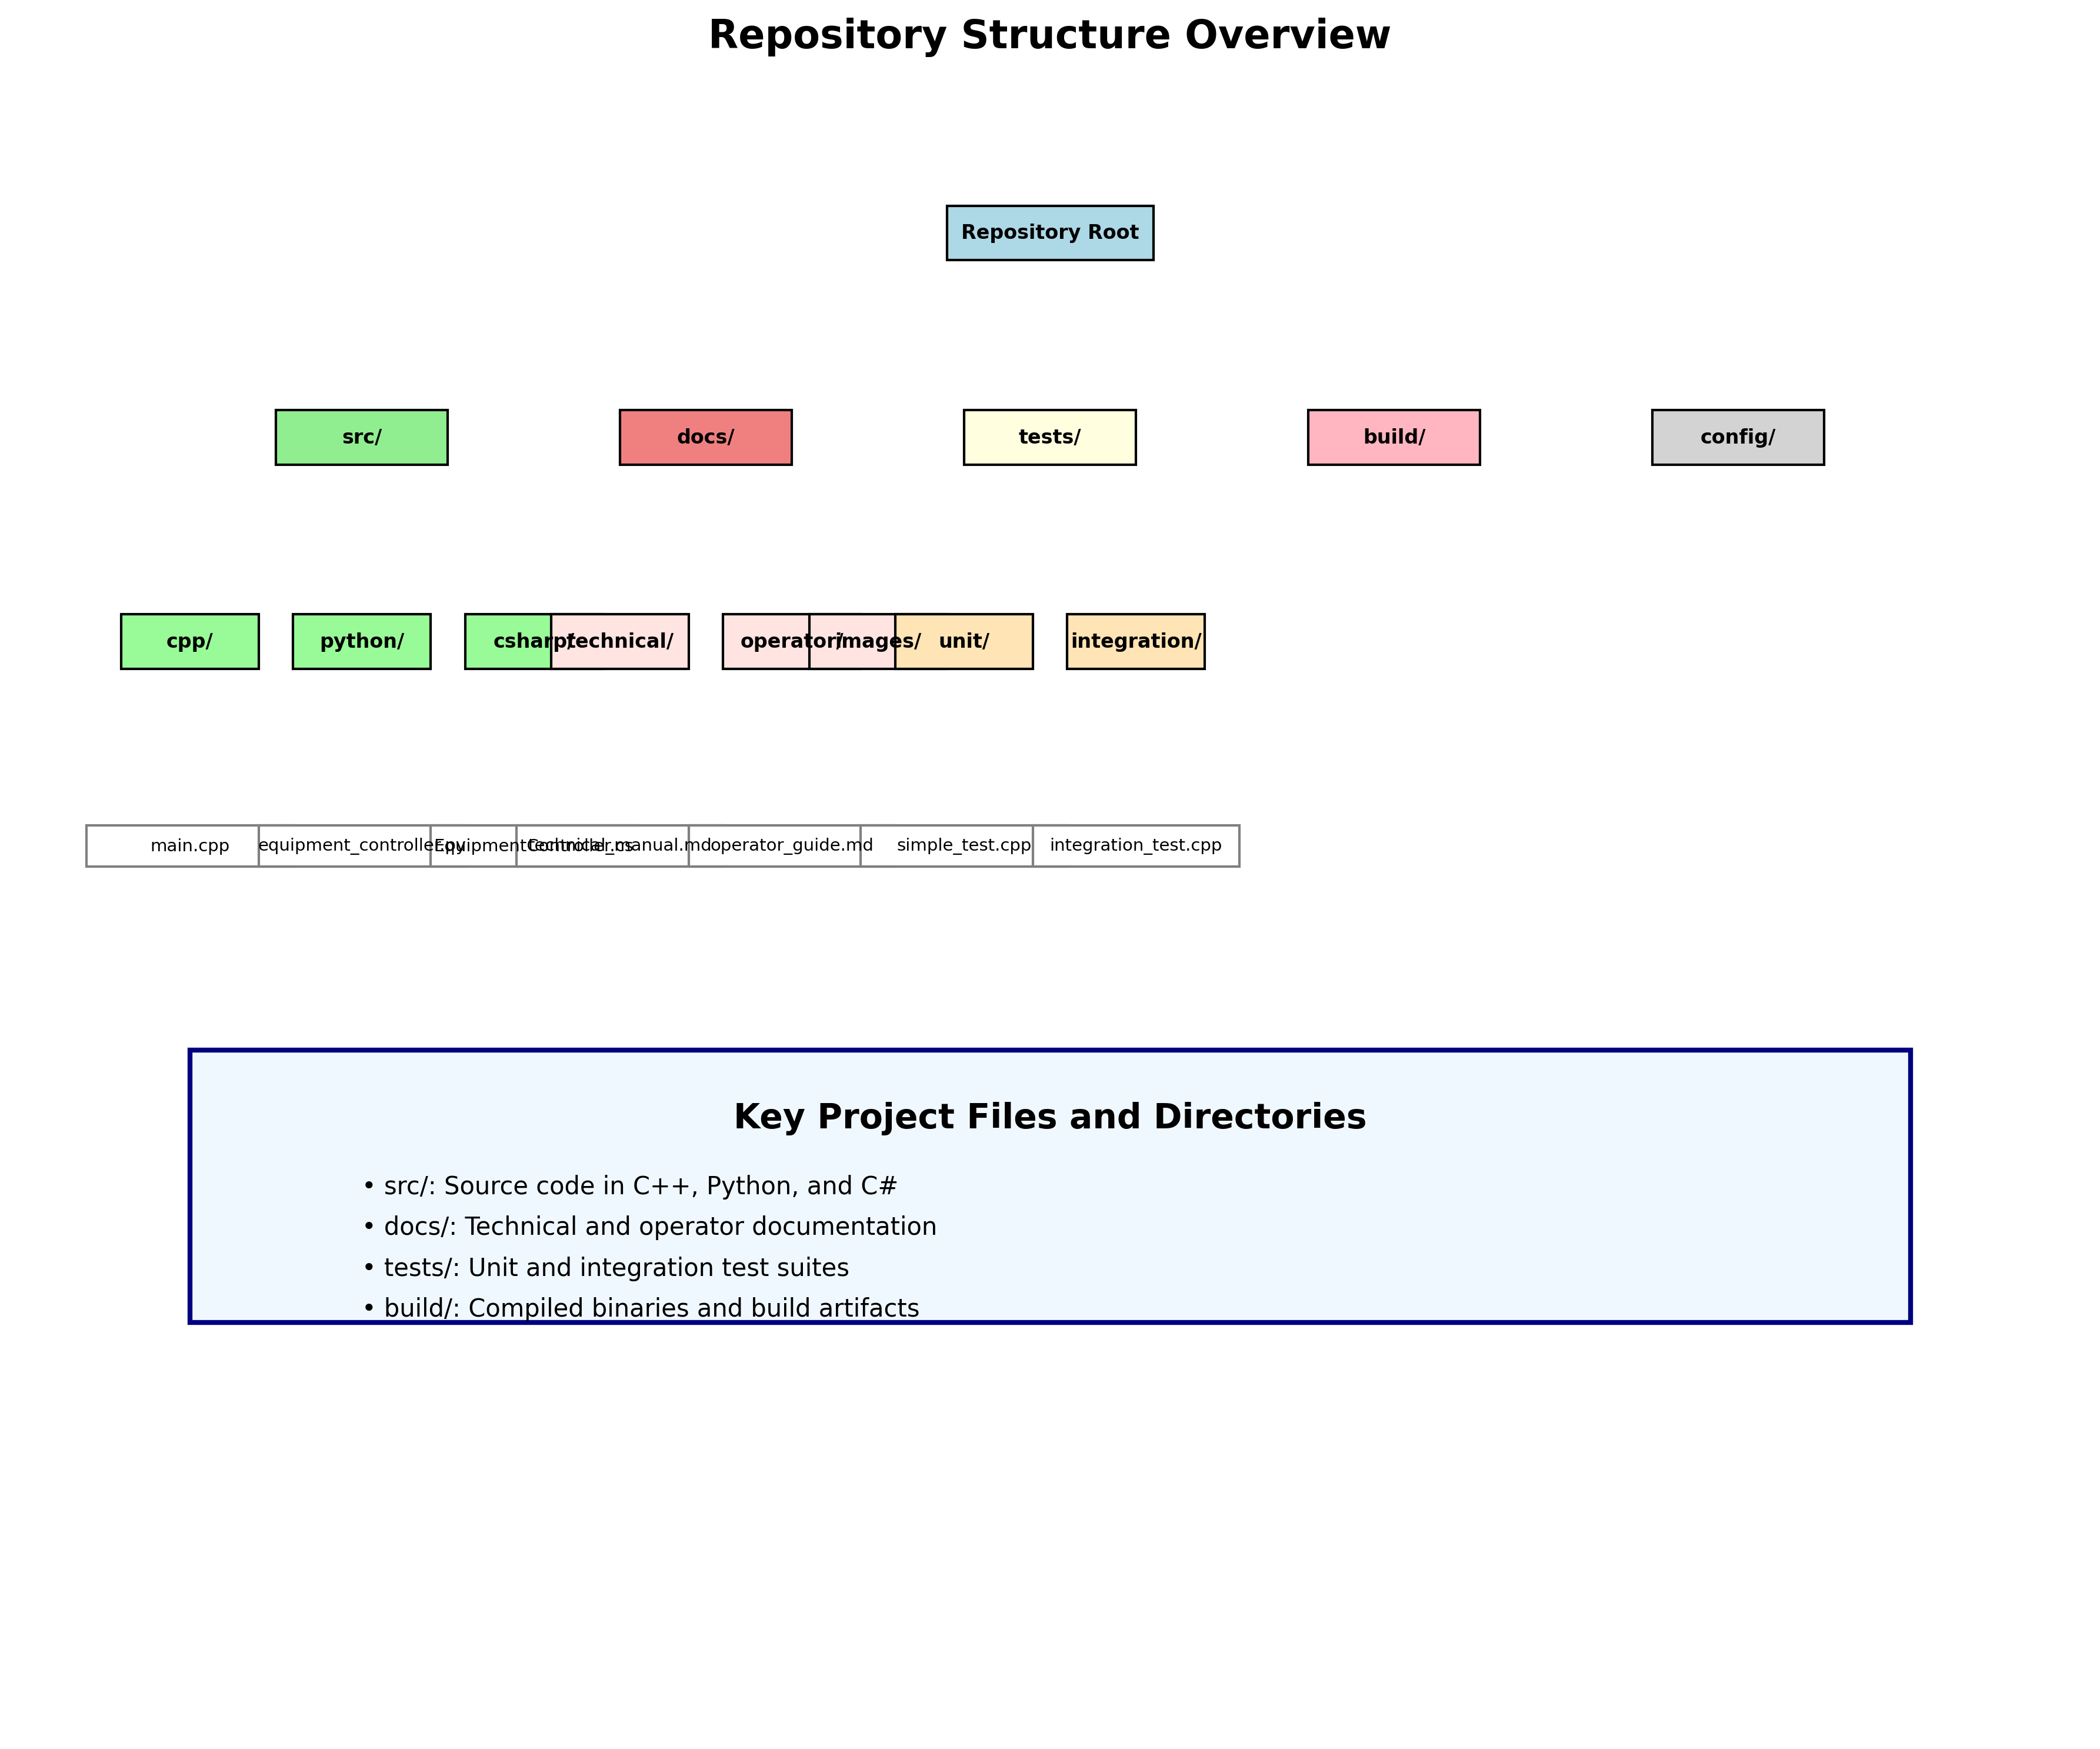 Repository Structure Overview
Repository Root
src/ docs/ tests/ build/ config/
cpp/ python/ csharp/ technical/ operator/ images/ unit/ integration/
main.cpp equipment_controller.py EquipmentController.cs technical_manual.md operator_guide.md simple_test.cpp integration_test.cpp
Key Project Files and Directories
• src/: Source code in C++, Python, and C#
• docs/: Technical and operator documentation
• tests/: Unit and integration test suites
• build/: Compiled binaries and build artifacts